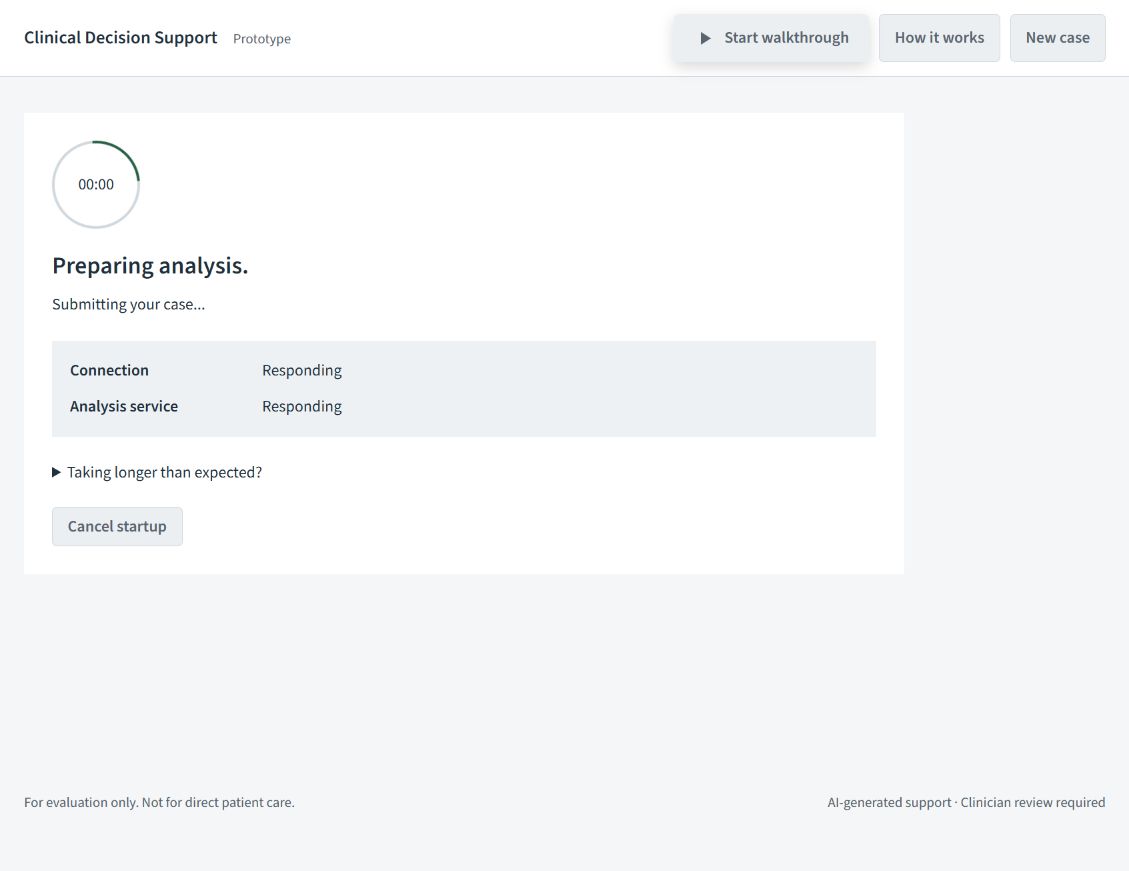 Clinical Decision Support Prototype
Start walkthrough
How it works
New case
00:00
Preparing analysis.
Submitting your case...
Connection Responding
Analysis service Responding
Taking longer than expected?
Cancel startup
For evaluation only. Not for direct patient care.
AI-generated support · Clinician review required